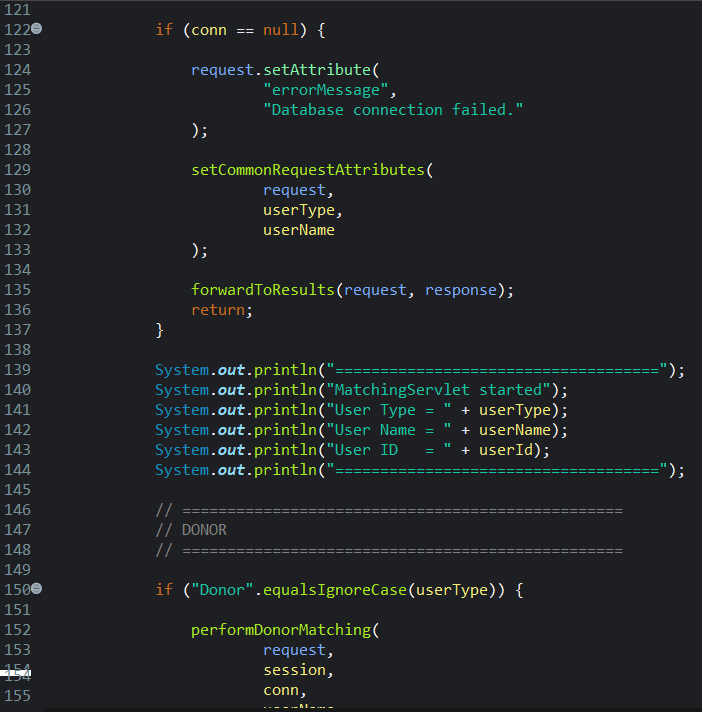 121
122 if (conn == null) {
123
124 request.setAttribute(
125 "errorMessage",
126 "Database connection failed."
127 );
128
129 setCommonRequestAttributes(
130 request,
131 userType,
132 userName
133 );
134
135 forwardToResults(request, response);
136 return;
137 }
138
139 System.out.println("====================================");
140 System.out.println("MatchingServlet started");
141 System.out.println("User Type = " + userType);
142 System.out.println("User Name = " + userName);
143 System.out.println("User ID   = " + userId);
144 System.out.println("====================================");
145
146 // =================================================
147 // DONOR
148 // =================================================
149
150 if ("Donor".equalsIgnoreCase(userType)) {
151
152 performDonorMatching(
153 request,
154 session,
155 conn,